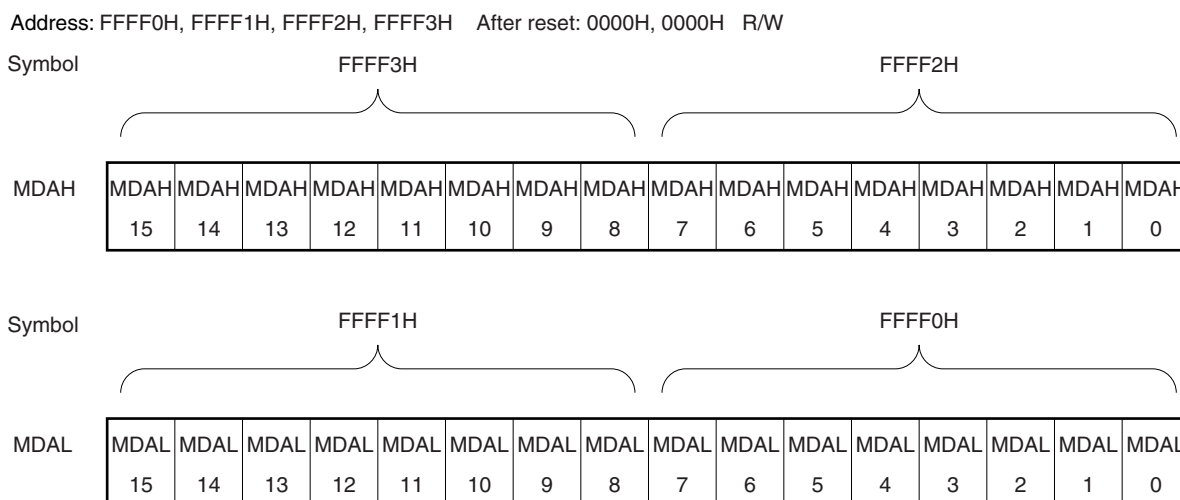 Address: FFFF0H, FFFF1H, FFFF2H, FFFF3H After reset: 0000H, 0000H R/W
Symbol FFFF3H FFFF2H
MDAH MDAH MDAH MDAH MDAH MDAH MDAH MDAH MDAH MDAH MDAH MDAH MDAH MDAH MDAH MDAH MDAH
15 14 13 12 11 10 9 8 7 6 5 4 3 2 1 0
Symbol FFFF1H FFFF0H
MDAL MDAL MDAL MDAL MDAL MDAL MDAL MDAL MDAL MDAL MDAL MDAL MDAL MDAL MDAL MDAL MDAL
15 14 13 12 11 10 9 8 7 6 5 4 3 2 1 0